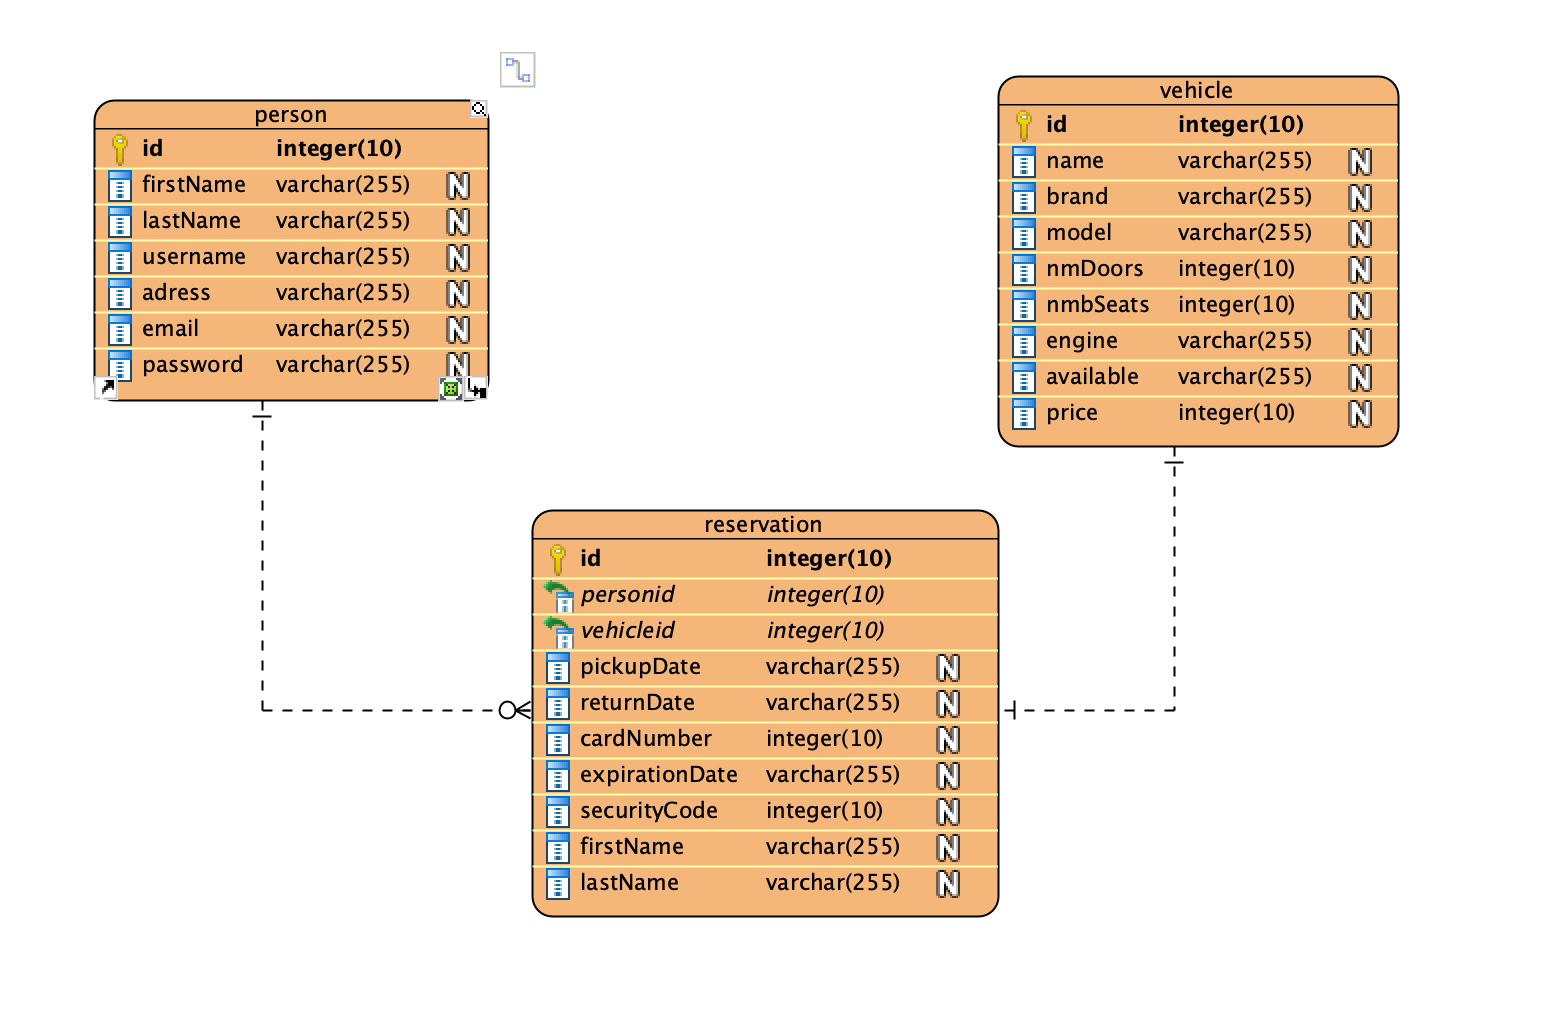 person
id integer(10)
firstName varchar(255) N
lastName varchar(255) N
username varchar(255) N
adress varchar(255) N
email varchar(255) N
password varchar(255) N
vehicle
id integer(10)
name varchar(255) N
brand varchar(255) N
model varchar(255) N
nmDoors integer(10) N
nmbSeats integer(10) N
engine varchar(255) N
available varchar(255) N
price integer(10) N
reservation
id integer(10)
personid integer(10)
vehicleid integer(10)
pickupDate varchar(255) N
returnDate varchar(255) N
cardNumber integer(10) N
expirationDate varchar(255) N
securityCode integer(10) N
firstName varchar(255) N
lastName varchar(255) N